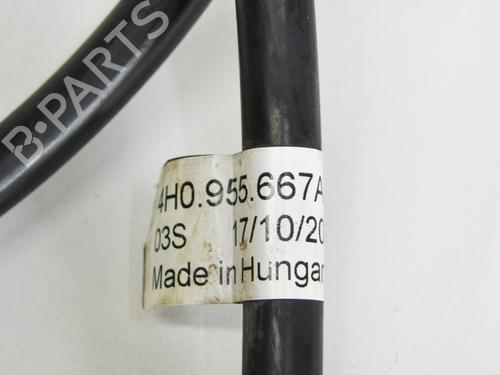 B-PARTS
4H0.955.667A
03S 17/10/20
Made in Hungar